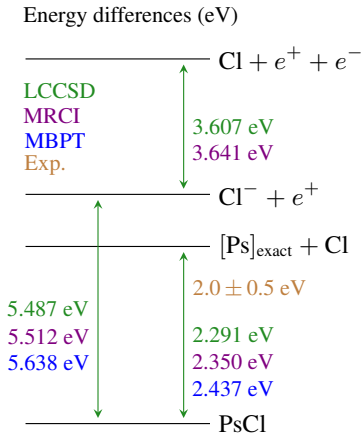 Energy differences (eV)
Cl + e⁺ + e⁻
LCCSD
MRCI
MBPT
Exp.
3.607 eV
3.641 eV
Cl⁻ + e⁺
[Ps]exact + Cl
2.0 ± 0.5 eV
5.487 eV
5.512 eV
5.638 eV
2.291 eV
2.350 eV
2.437 eV
PsCl